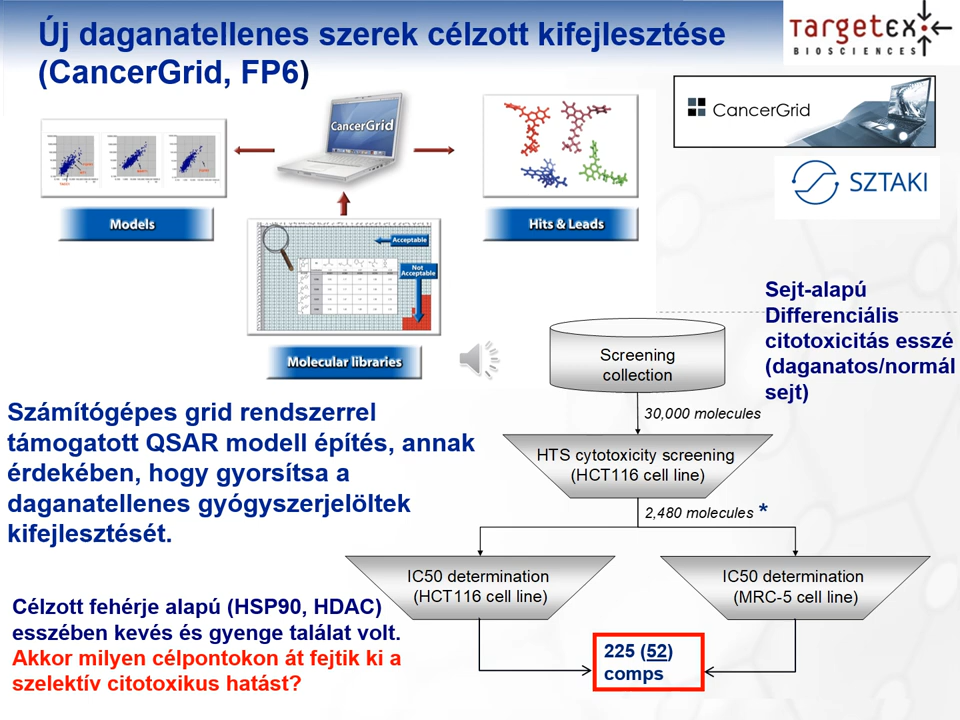 Új daganatellenes szerek célzott kifejlesztése
(CancerGrid, FP6)
TARGETEX
BIOSCIENCES
CancerGrid
CancerGrid
SZTAKI
Models
Hits & Leads
Acceptable
Not
Acceptable
Molecular libraries
Sejt-alapú
Differenciális
citotoxicitás esszé
(daganatos/normál
sejt)
Screening
collection
30,000 molecules
Számítógépes grid rendszerrel
támogatott QSAR modell építés, annak
érdekében, hogy gyorsítsa a
daganatellenes gyógyszerjelöltek
kifejlesztését.
HTS cytotoxicity screening
(HCT116 cell line)
2,480 molecules *
IC50 determination
(HCT116 cell line)
IC50 determination
(MRC-5 cell line)
Célzott fehérje alapú (HSP90, HDAC)
esszében kevés és gyenge találat volt.
Akkor milyen célpontokon át fejtik ki a
szelektív citotoxikus hatást?
225 (52)
comps